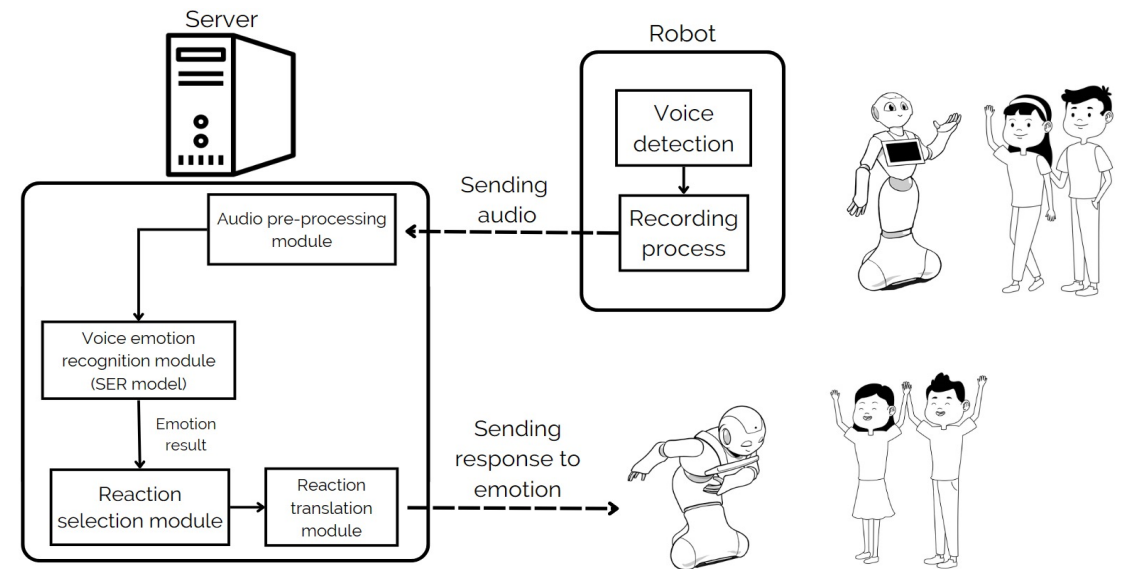 Server
Robot
Voice
detection
Recording
process
Sending
audio
Audio pre-processing
module
Voice emotion
recognition module
(SER model)
Emotion
result
Reaction
selection module
Reaction
translation
module
Sending
response to
emotion